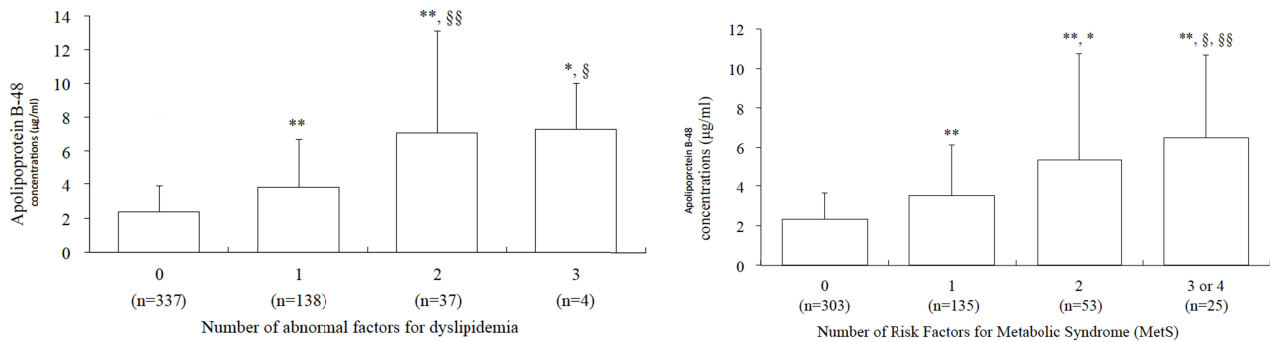 Apolipoprotein B-48
concentrations (µg/ml)
14
12
10
8
6
4
2
0
**
**, §§
*, §
0
1
2
3
(n=337)
(n=138)
(n=37)
(n=4)
Number of abnormal factors for dyslipidemia
Apolipoprotein B-48
concentrations (µg/ml)
12
10
8
6
4
2
0
**
**, *
**, §, §§
0
1
2
3 or 4
(n=303)
(n=135)
(n=53)
(n=25)
Number of Risk Factors for Metabolic Syndrome (MetS)